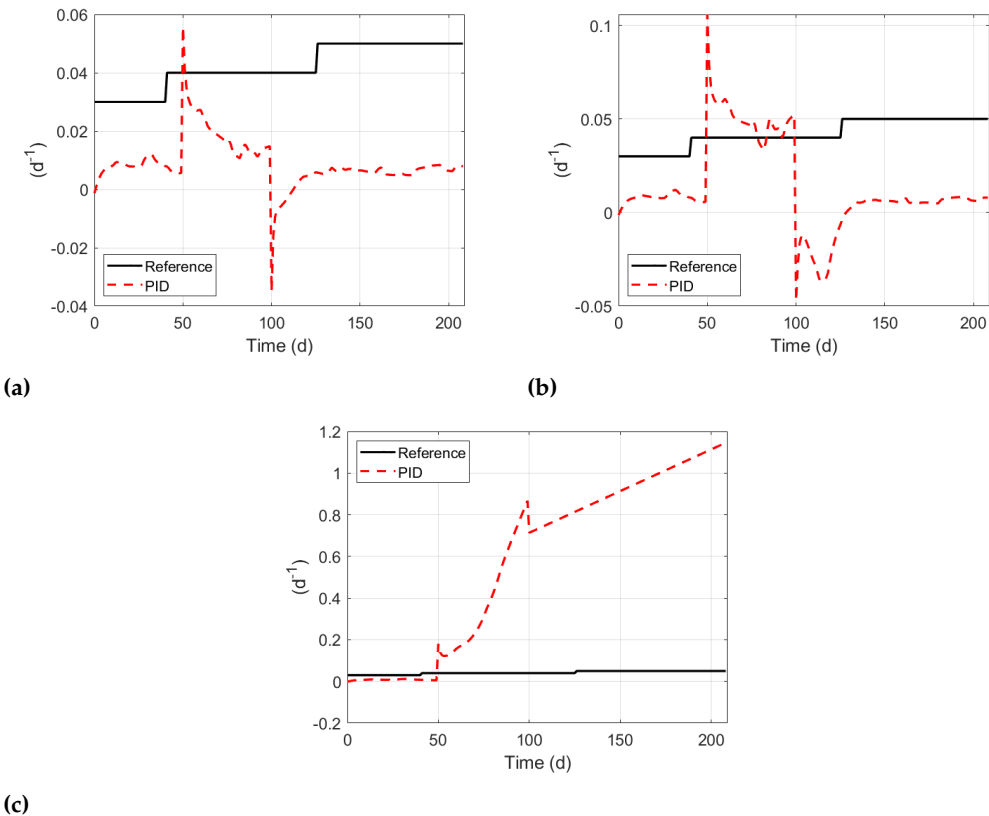 0.06
0.04
0.02
0
-0.02
-0.04
(d⁻¹)
Reference
PID
0 50 100 150 200
Time (d)
(a)
0.1
0.05
0
-0.05
(d⁻¹)
Reference
PID
0 50 100 150 200
Time (d)
(b)
1.2
1
0.8
0.6
0.4
0.2
0
-0.2
(d⁻¹)
Reference
PID
0 50 100 150 200
Time (d)
(c)